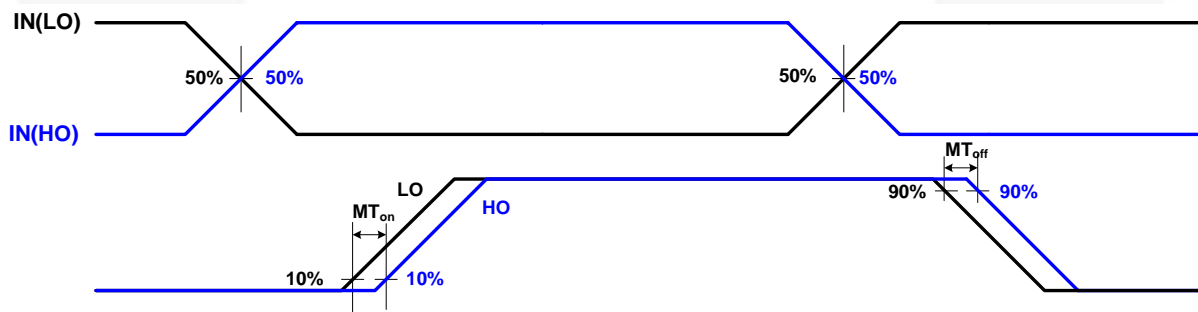 IN(LO)
50% 50%
50% 50%
IN(HO)
MToff
LO
90% 90%
HO
MTon
10% 10%